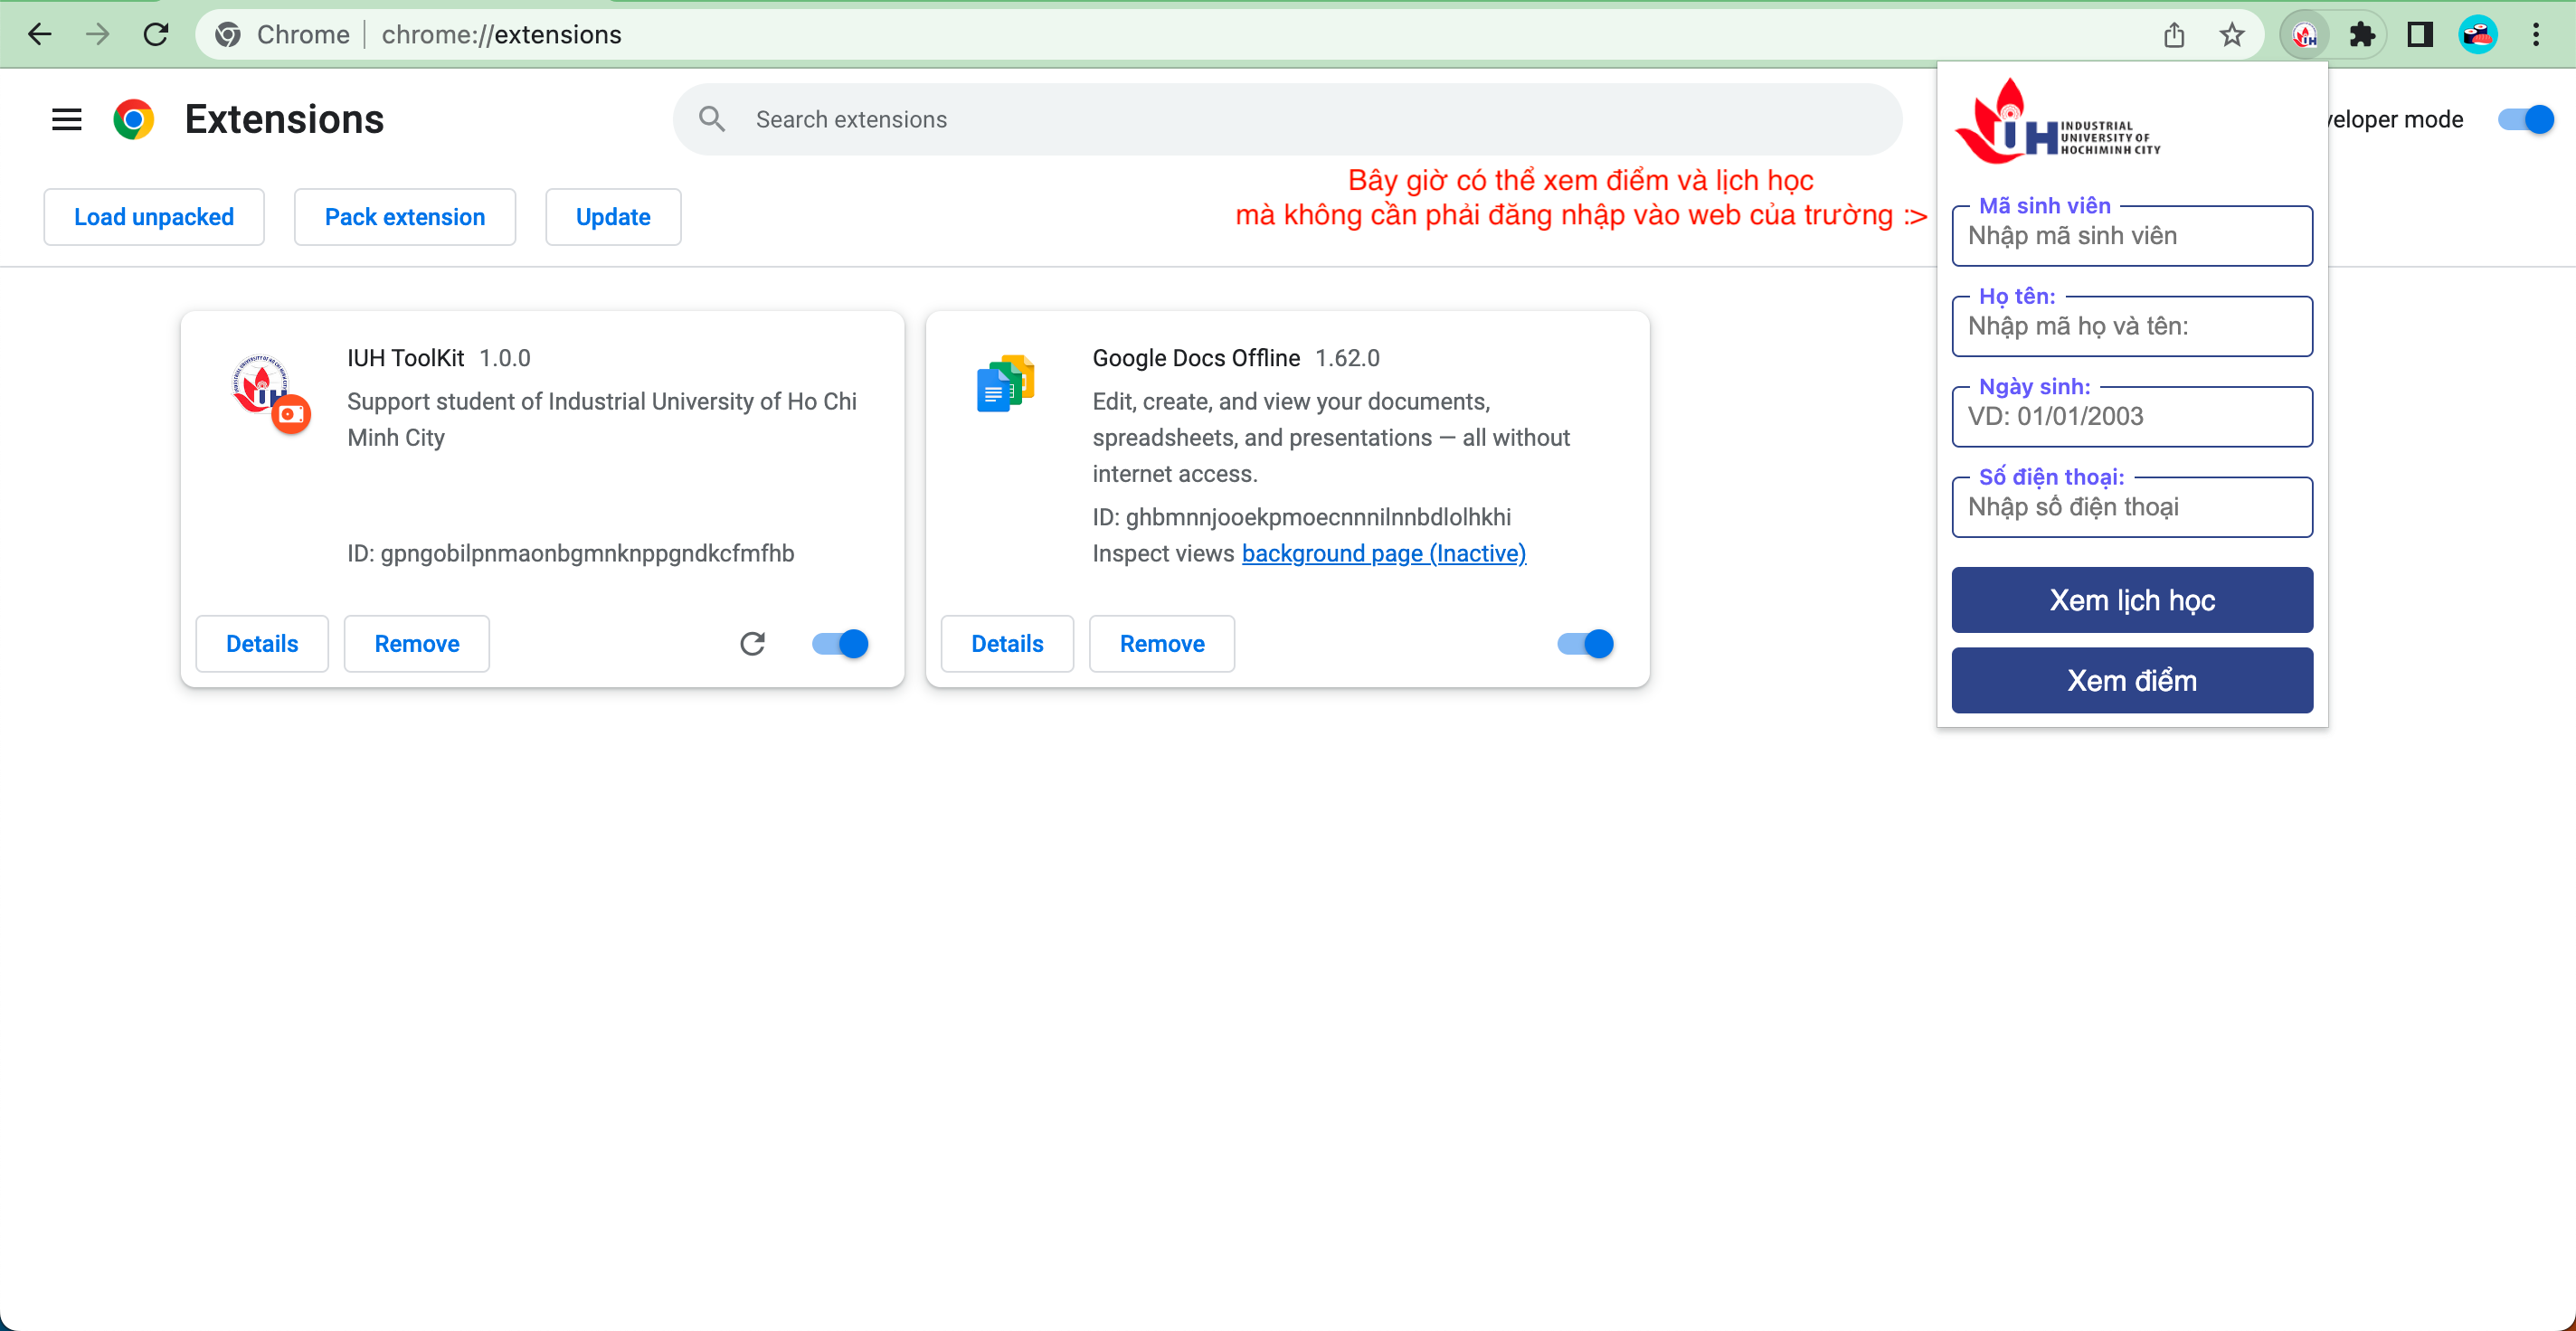 Chrome
chrome://extensions
Extensions
Search extensions
veloper mode
Load unpacked
Pack extension
Update
Bây giờ có thể xem điểm và lịch học
mà không cần phải đăng nhập vào web của trường :>
IUH ToolKit 1.0.0
Support student of Industrial University of Ho Chi
Minh City
ID: gpngobilpnmaonbgmnknppgndkcfmfhb
Details
Remove
Google Docs Offline 1.62.0
Edit, create, and view your documents,
spreadsheets, and presentations — all without
internet access.
ID: ghbmnnjooekpmoecnnnilnnbdlolhkhi
Inspect views background page (Inactive)
Details
Remove
IUH
INDUSTRIAL
UNIVERSITY OF
HOCHIMINH CITY
Mã sinh viên
Nhập mã sinh viên
Họ tên:
Nhập mã họ và tên:
Ngày sinh:
VD: 01/01/2003
Số điện thoại:
Nhập số điện thoại
Xem lịch học
Xem điểm